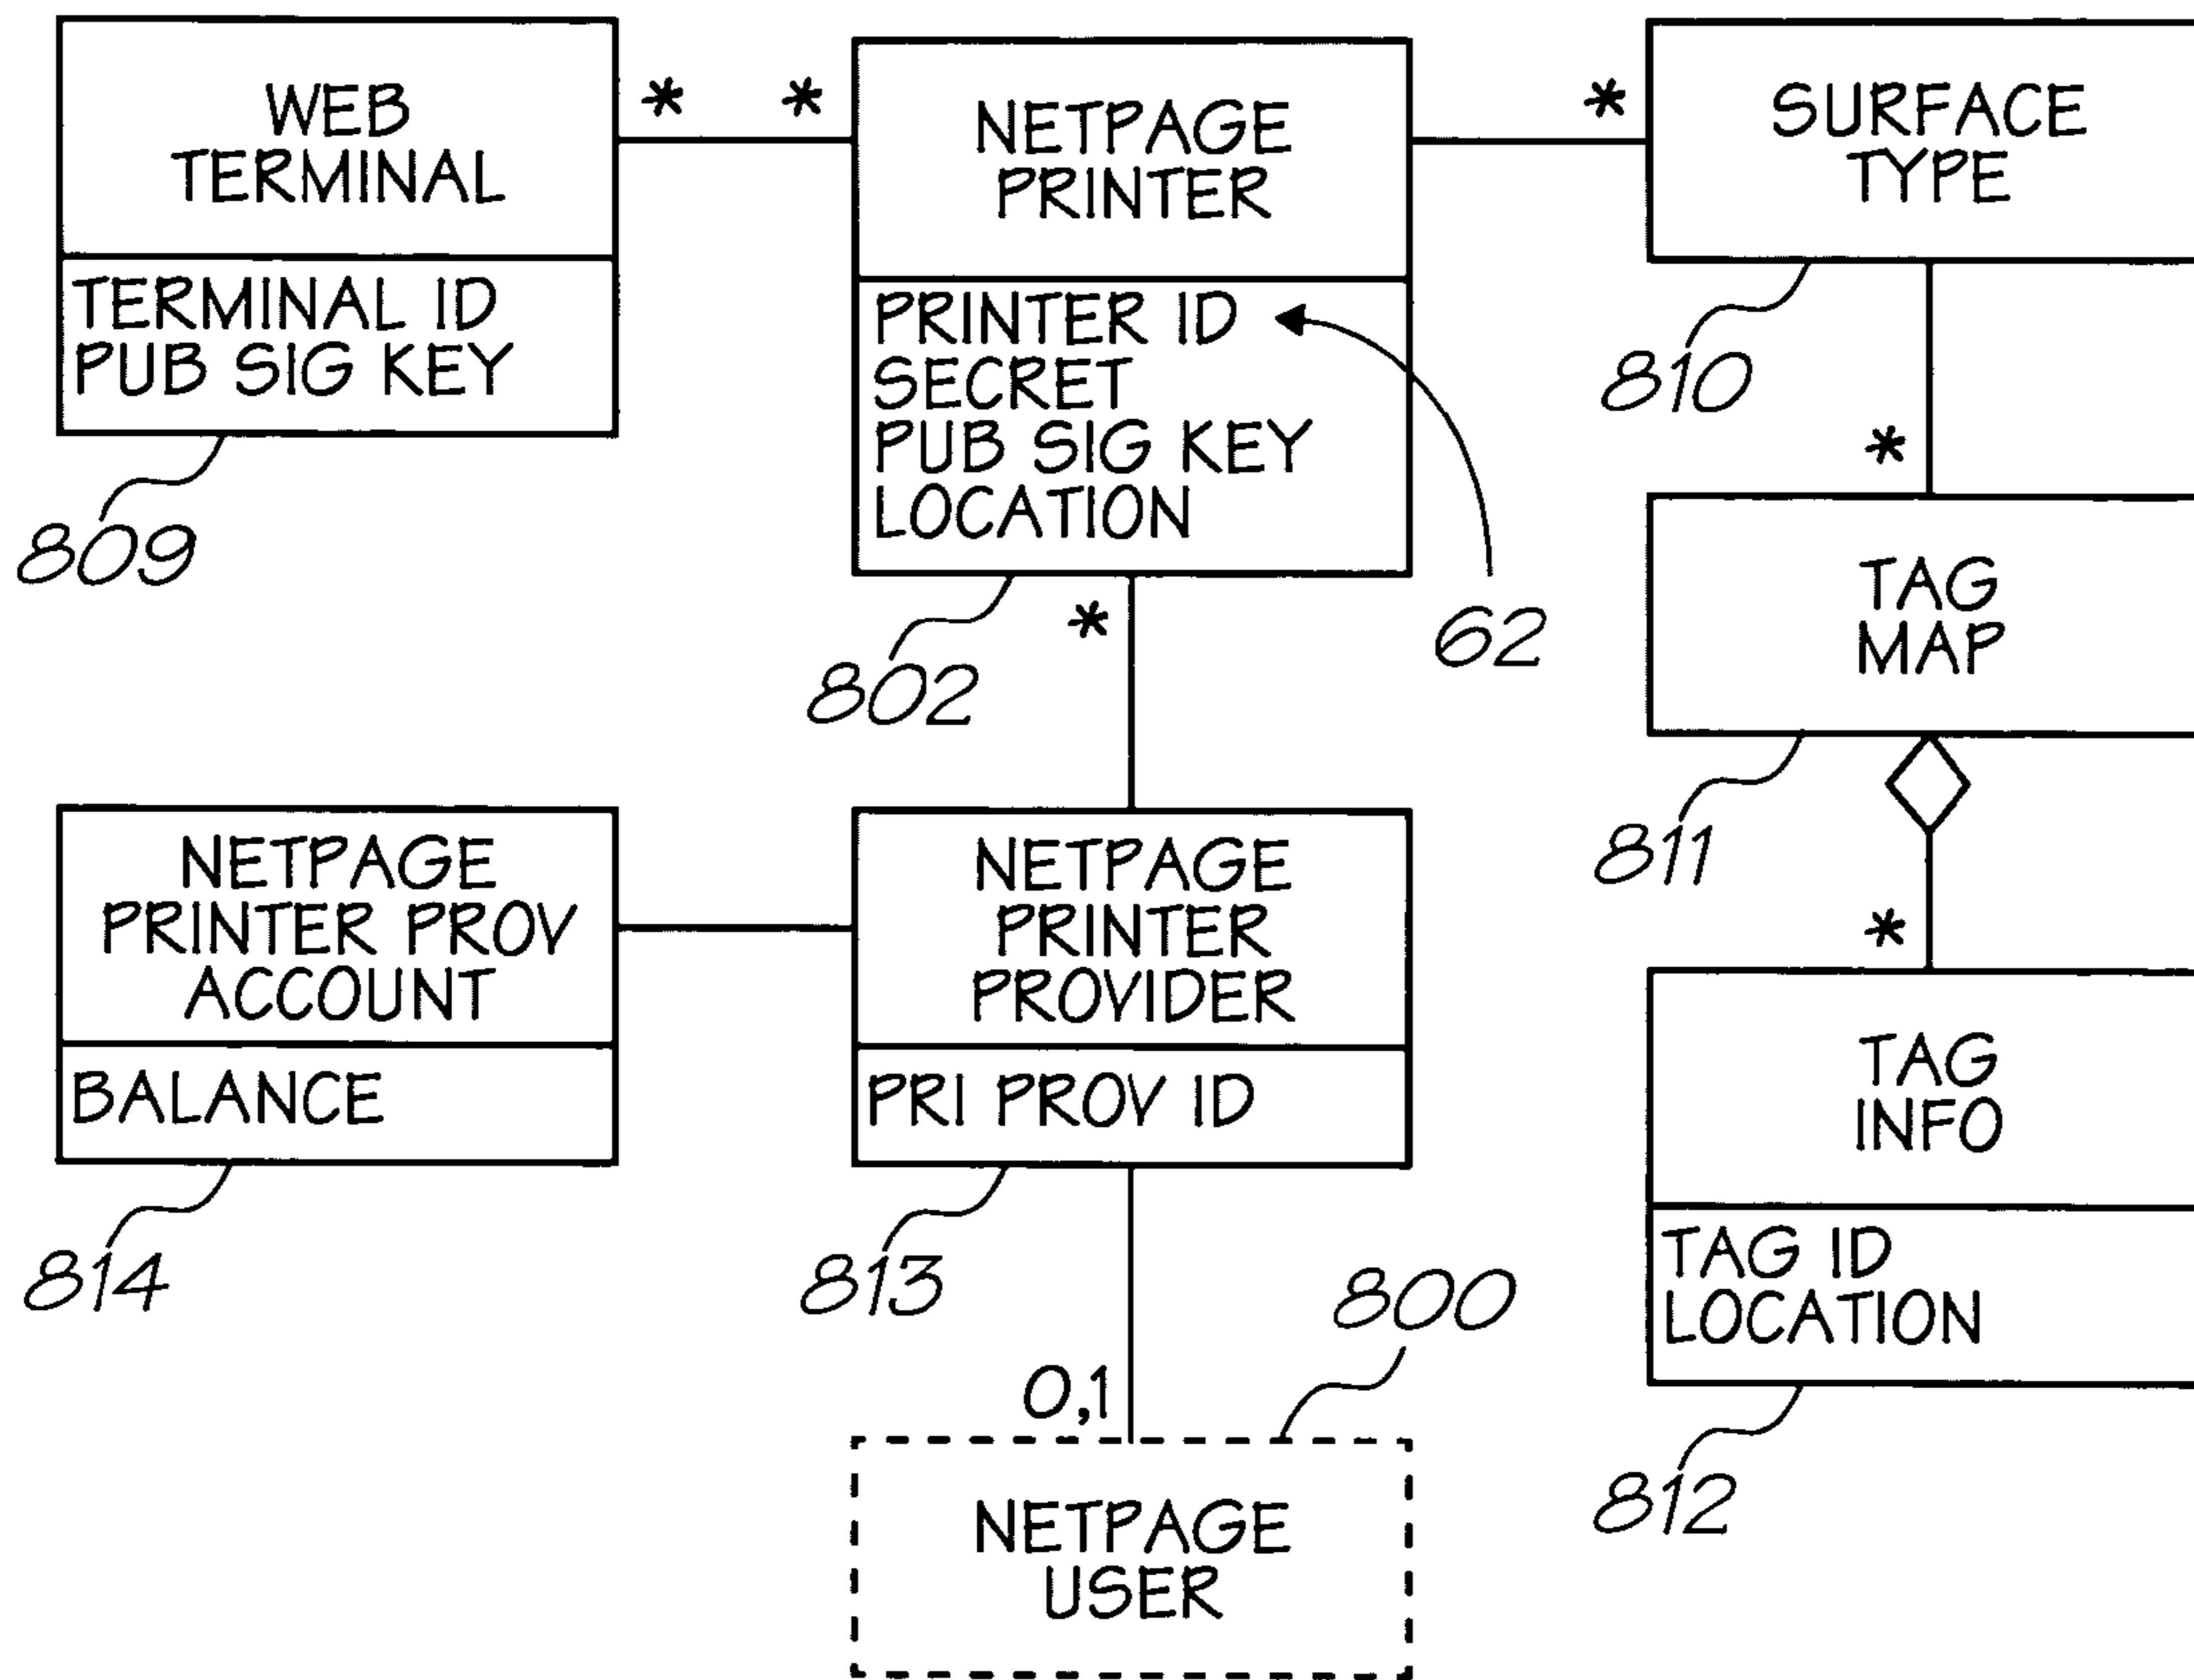 WEB
TERMINAL
TERMINAL ID
PUB SIG KEY
809
*
*
NETPAGE
PRINTER
PRINTER ID
SECRET
PUB SIG KEY
LOCATION
62
802
*
*
SURFACE
TYPE
810
*
TAG
MAP
811
*
TAG
INFO
TAG ID
LOCATION
812
NETPAGE
PRINTER PROV
ACCOUNT
BALANCE
814
NETPAGE
PRINTER
PROVIDER
PRI PROV ID
813
800
0,1
NETPAGE
USER